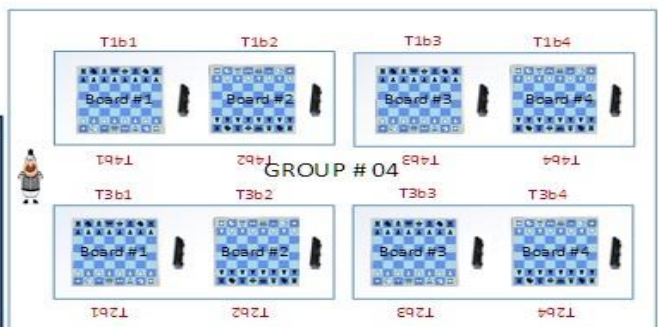 T1b1 T1b2 T1b3 T1b4
Board #1 Board #2 Board #3 Board #4
T4b1 T4b2 T4b3 T4b4
GROUP # 04
T3b1 T3b2 T3b3 T3b4
Board #1 Board #2 Board #3 Board #4
T2b1 T2b2 T2b3 T2b4